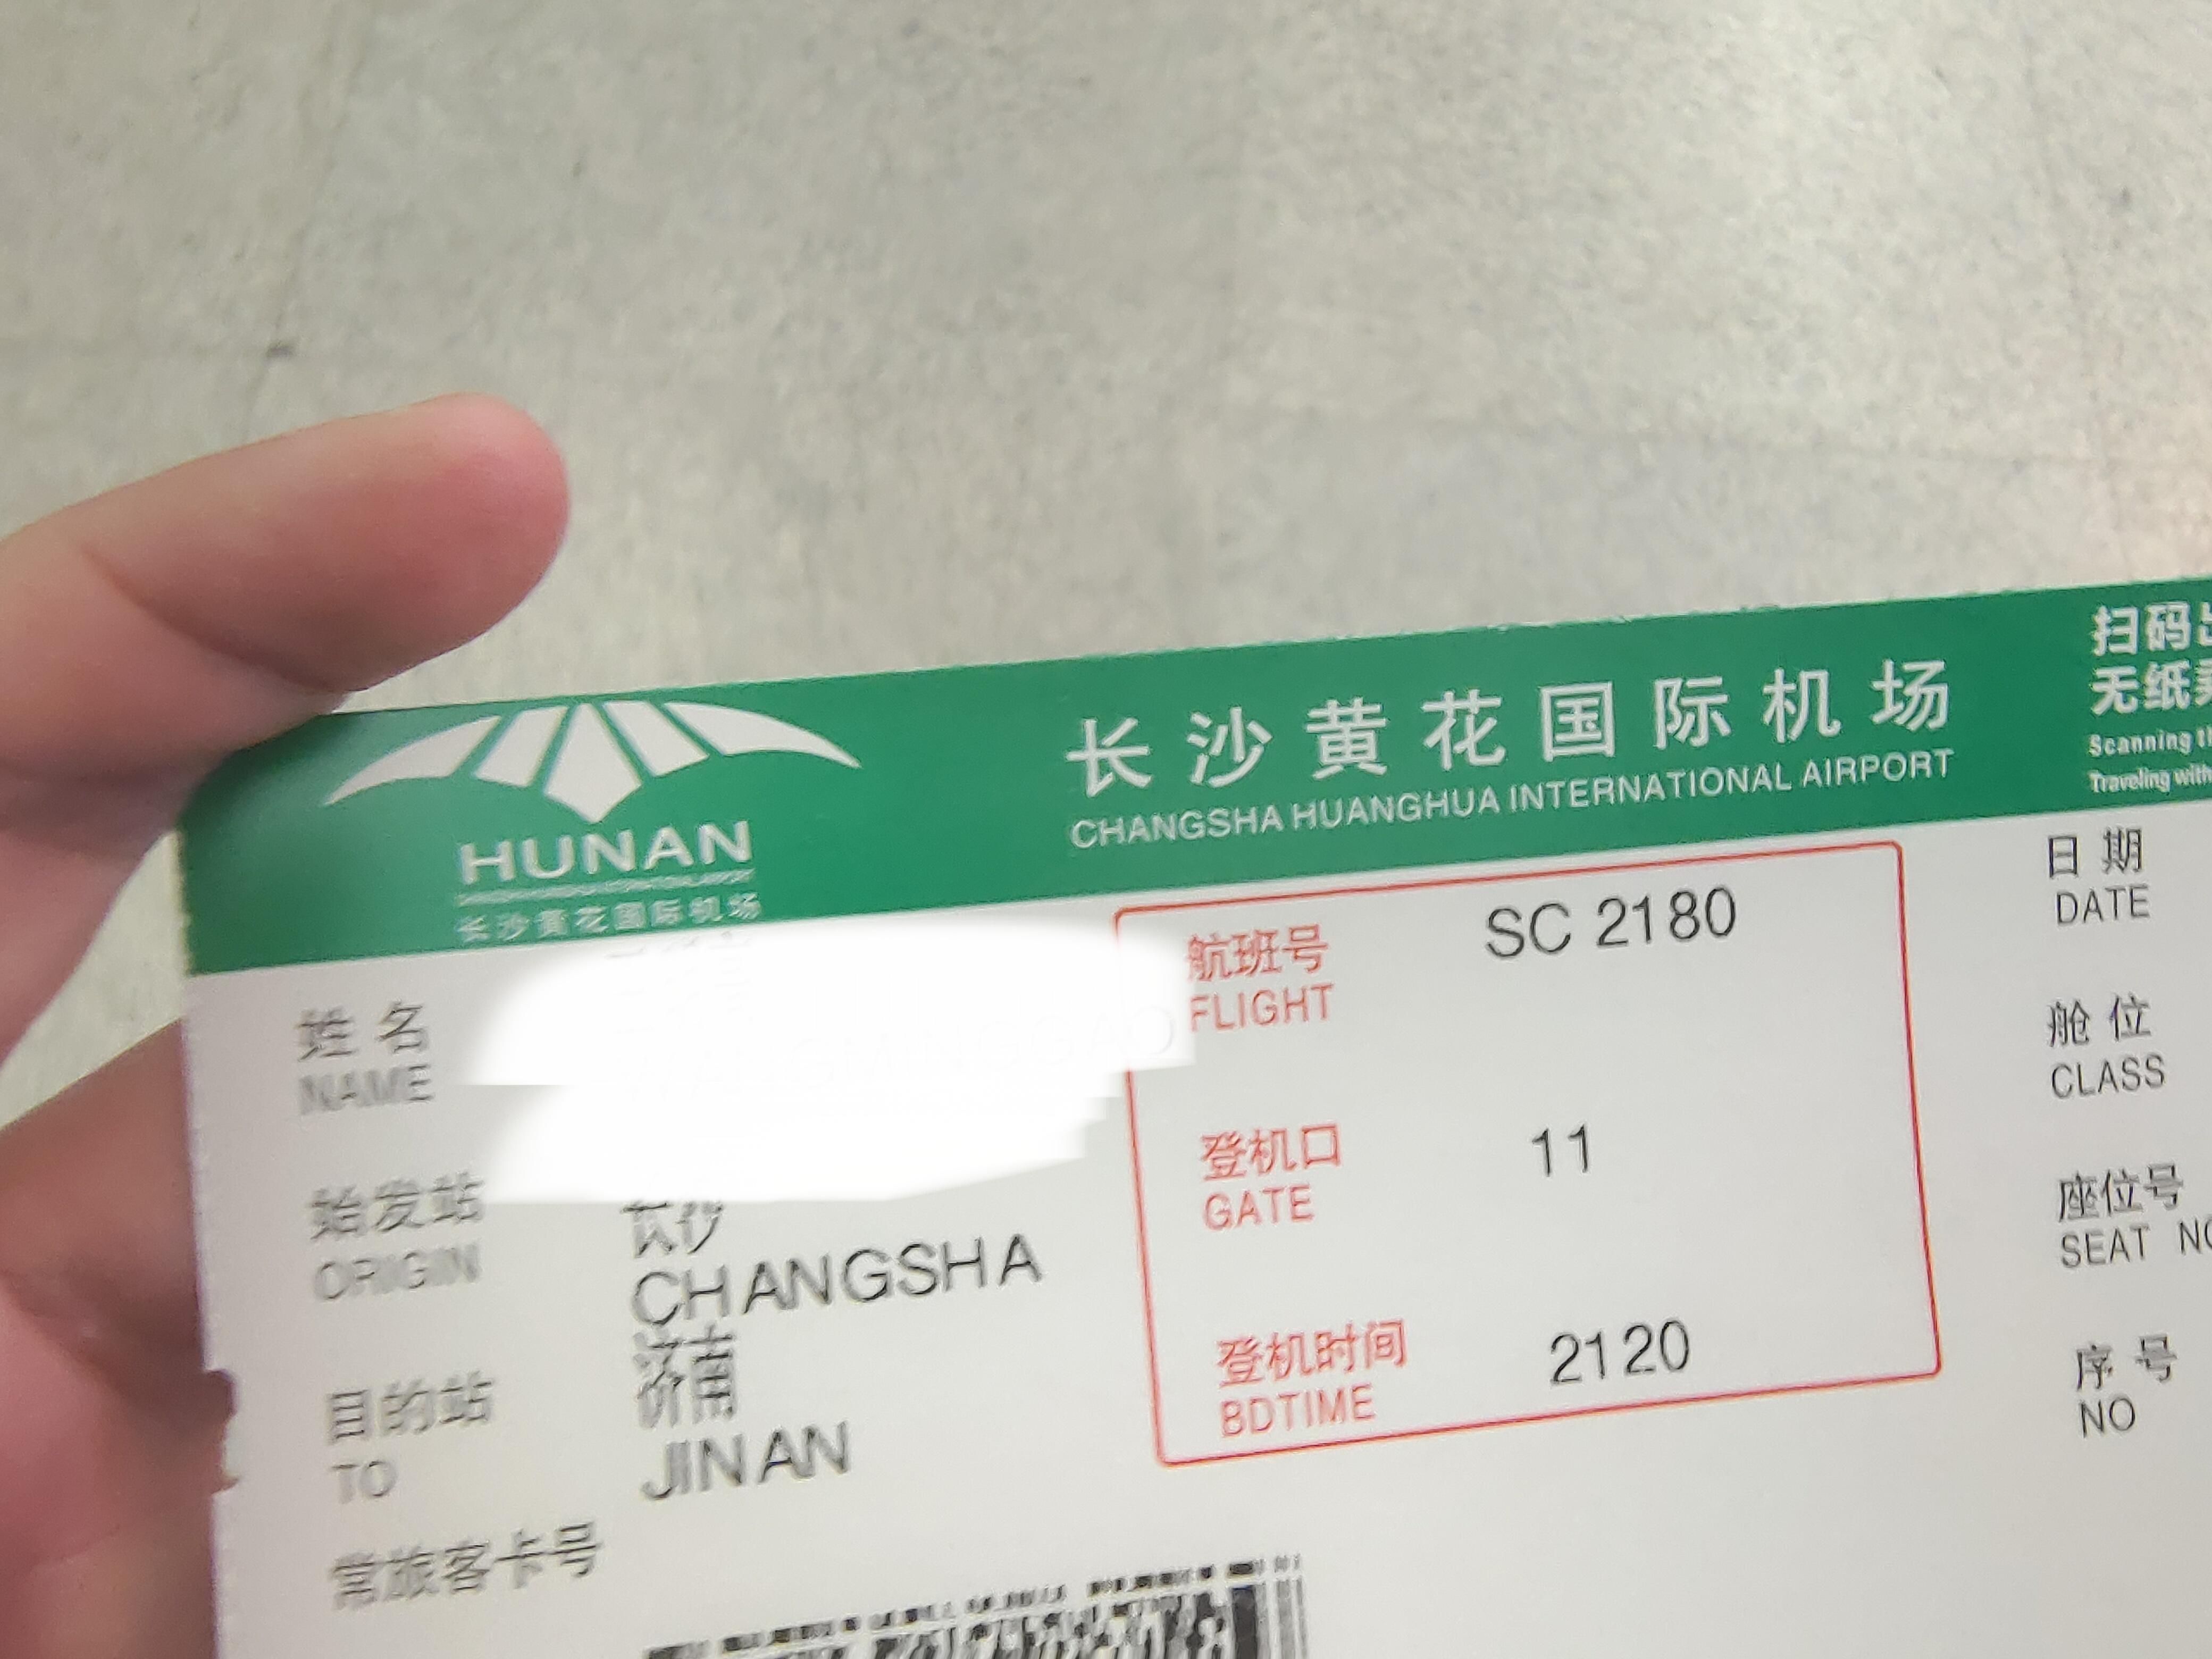 HUNAN
长沙黄花国际机场
长沙黄花国际机场
CHANGSHA HUANGHUA INTERNATIONAL AIRPORT
扫码
无纸
Scanning
Traveling with
姓名
NAME
始发站
ORIGIN
长沙
CHANGSHA
目的站
TO
济南
JINAN
常旅客卡号
航班号
FLIGHT
SC 2180
登机口
GATE
11
登机时间
BDTIME
2120
日期
DATE
舱位
CLASS
座位号
SEAT
序号
NO